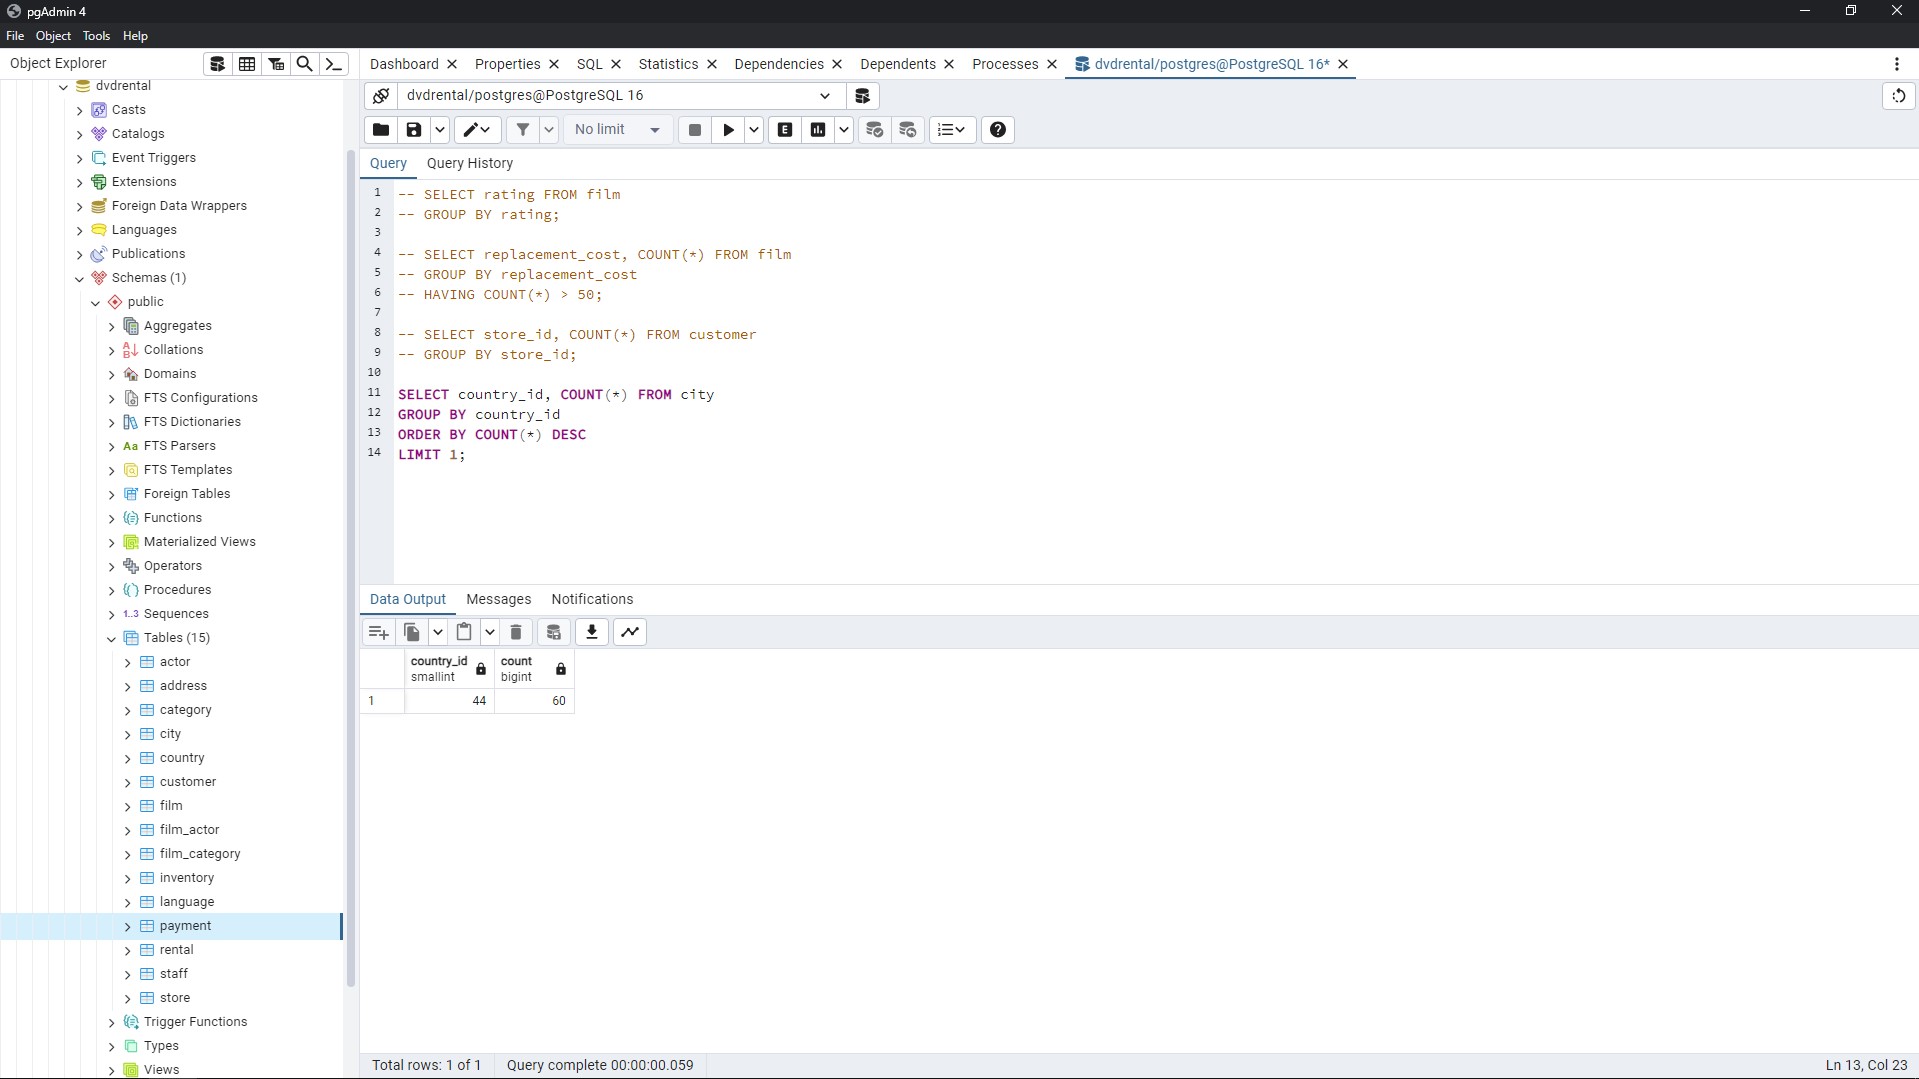 pgAdmin 4
File Object Tools Help
Object Explorer
Dashboard Properties SQL Statistics Dependencies Dependents Processes dvdrental/postgres@PostgreSQL 16*
dvdrental/postgres@PostgreSQL 16
No limit
E
Query Query History
dvdrental
Casts
Catalogs
Event Triggers
Extensions
Foreign Data Wrappers
Languages
Publications
Schemas (1)
public
Aggregates
Collations
Domains
FTS Configurations
FTS Dictionaries
Aa FTS Parsers
FTS Templates
Foreign Tables
Functions
Materialized Views
Operators
Procedures
1..3 Sequences
Tables (15)
actor
address
category
city
country
customer
film
film_actor
film_category
inventory
language
payment
rental
staff
store
Trigger Functions
Types
Views
1 -- SELECT rating FROM film
2 -- GROUP BY rating;
3
4 -- SELECT replacement_cost, COUNT(*) FROM film
5 -- GROUP BY replacement_cost
6 -- HAVING COUNT(*) > 50;
7
8 -- SELECT store_id, COUNT(*) FROM customer
9 -- GROUP BY store_id;
10
11 SELECT country_id, COUNT(*) FROM city
12 GROUP BY country_id
13 ORDER BY COUNT(*) DESC
14 LIMIT 1;
Data Output Messages Notifications
country_id count
smallint bigint
1 44 60
Total rows: 1 of 1 Query complete 00:00:00.059 Ln 13, Col 23